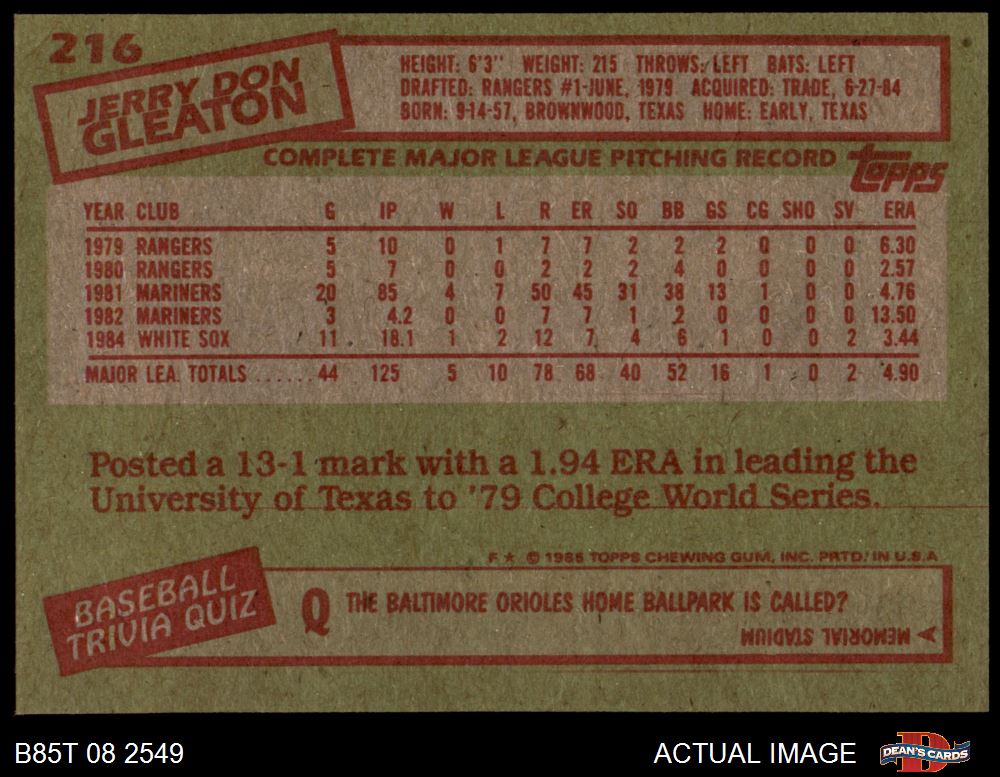 216
JERRY DON
GLEATON
HEIGHT: 6'3" WEIGHT: 215 THROWS: LEFT BATS: LEFT
DRAFTED: RANGERS #1-JUNE, 1979 ACQUIRED: TRADE, 6-27-84
BORN: 9-14-57, BROWNWOOD, TEXAS HOME: EARLY, TEXAS
COMPLETE MAJOR LEAGUE PITCHING RECORD
topps
YEAR CLUB G IP W L R ER SO BB GS CG SHO SV ERA
1979 RANGERS 5 10 0 1 7 7 2 2 2 0 0 0 6.30
1980 RANGERS 5 7 0 0 2 2 2 4 0 0 0 0 2.57
1981 MARINERS 20 85 4 7 50 45 31 38 13 1 0 0 4.76
1982 MARINERS 3 4.2 0 0 7 7 1 2 0 0 0 0 13.50
1984 WHITE SOX 11 18.1 1 2 12 7 4 6 1 0 0 2 3.44
MAJOR LEA. TOTALS ...... 44 125 5 10 78 68 40 52 16 1 0 2 4.90
Posted a 13-1 mark with a 1.94 ERA in leading the
University of Texas to '79 College World Series.
F ★ © 1985 TOPPS CHEWING GUM, INC. PRTD. IN U.S.A
BASEBALL
TRIVIA QUIZ
Q THE BALTIMORE ORIOLES HOME BALLPARK IS CALLED?
MEMORIAL STADIUM
B85T 08 2549
ACTUAL IMAGE
D
DEAN'S CARDS